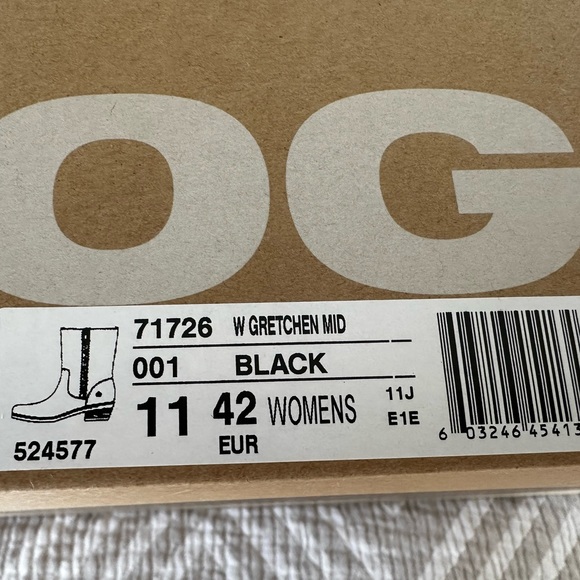 OG
71726 W GRETCHEN MID
001 BLACK
11 42 WOMENS 11J
EUR E1E
524577
6 03246 45413